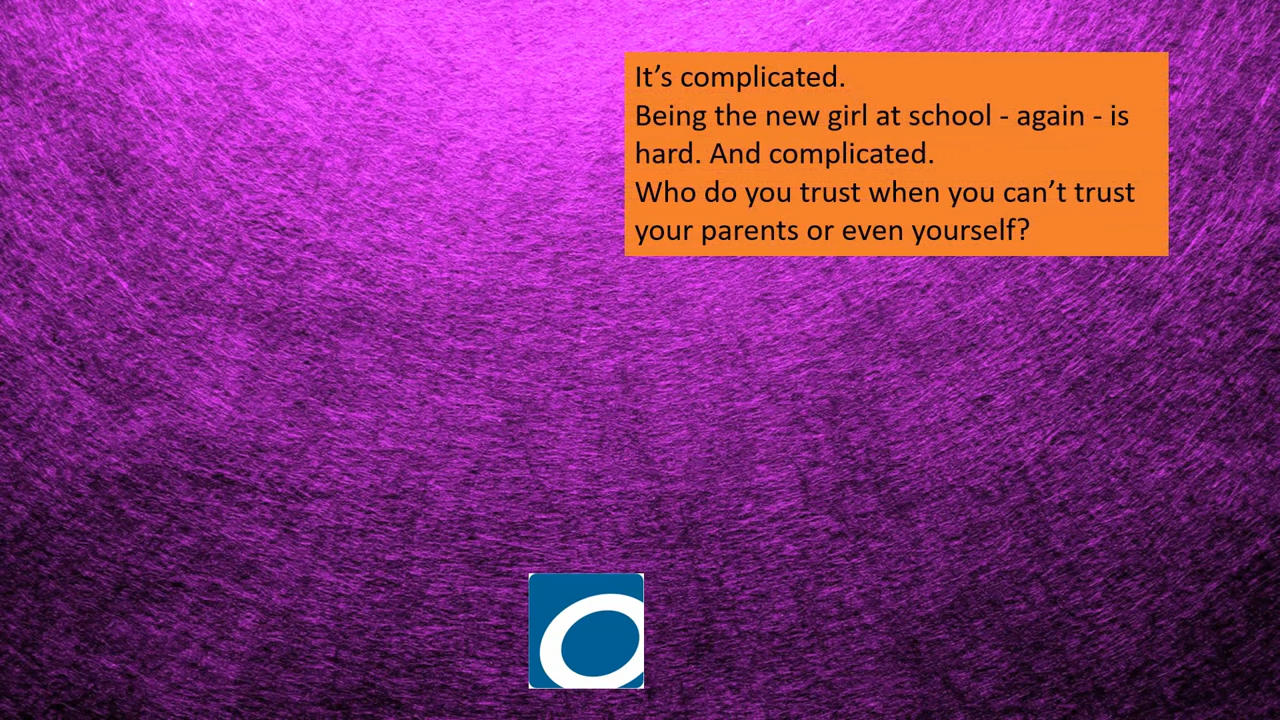 It’s complicated.
Being the new girl at school - again - is
hard. And complicated.
Who do you trust when you can’t trust
your parents or even yourself?